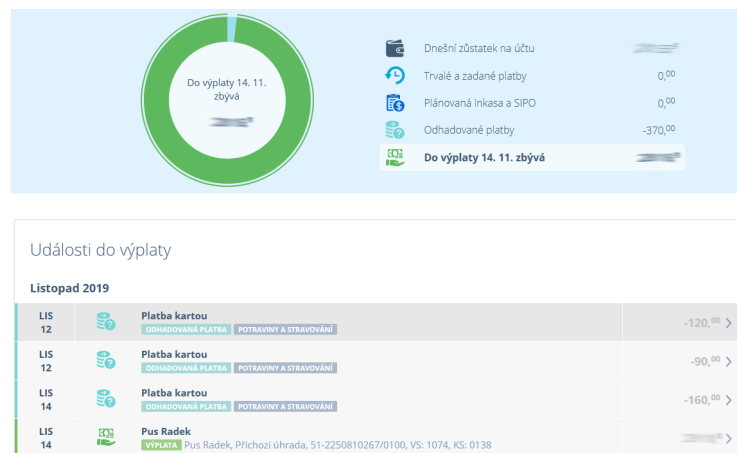 Do výplaty 14. 11.
zbývá
Dnešní zůstatek na účtu
Trvalé a zadané platby 0,00
Plánovaná inkasa a SIPO 0,00
Odhadované platby -370,00
Do výplaty 14. 11. zbývá
Události do výplaty
Listopad 2019
LIS
12
Platba kartou
ODHADOVANÁ PLATBA POTRAVINY A STRAVOVÁNÍ
-120,00
LIS
12
Platba kartou
ODHADOVANÁ PLATBA POTRAVINY A STRAVOVÁNÍ
-90,00
LIS
14
Platba kartou
ODHADOVANÁ PLATBA POTRAVINY A STRAVOVÁNÍ
-160,00
LIS
14
Pus Radek
VÝPLATA Pus Radek, Příchozí úhrada, 51-2250810267/0100, VS: 1074, KS: 0138